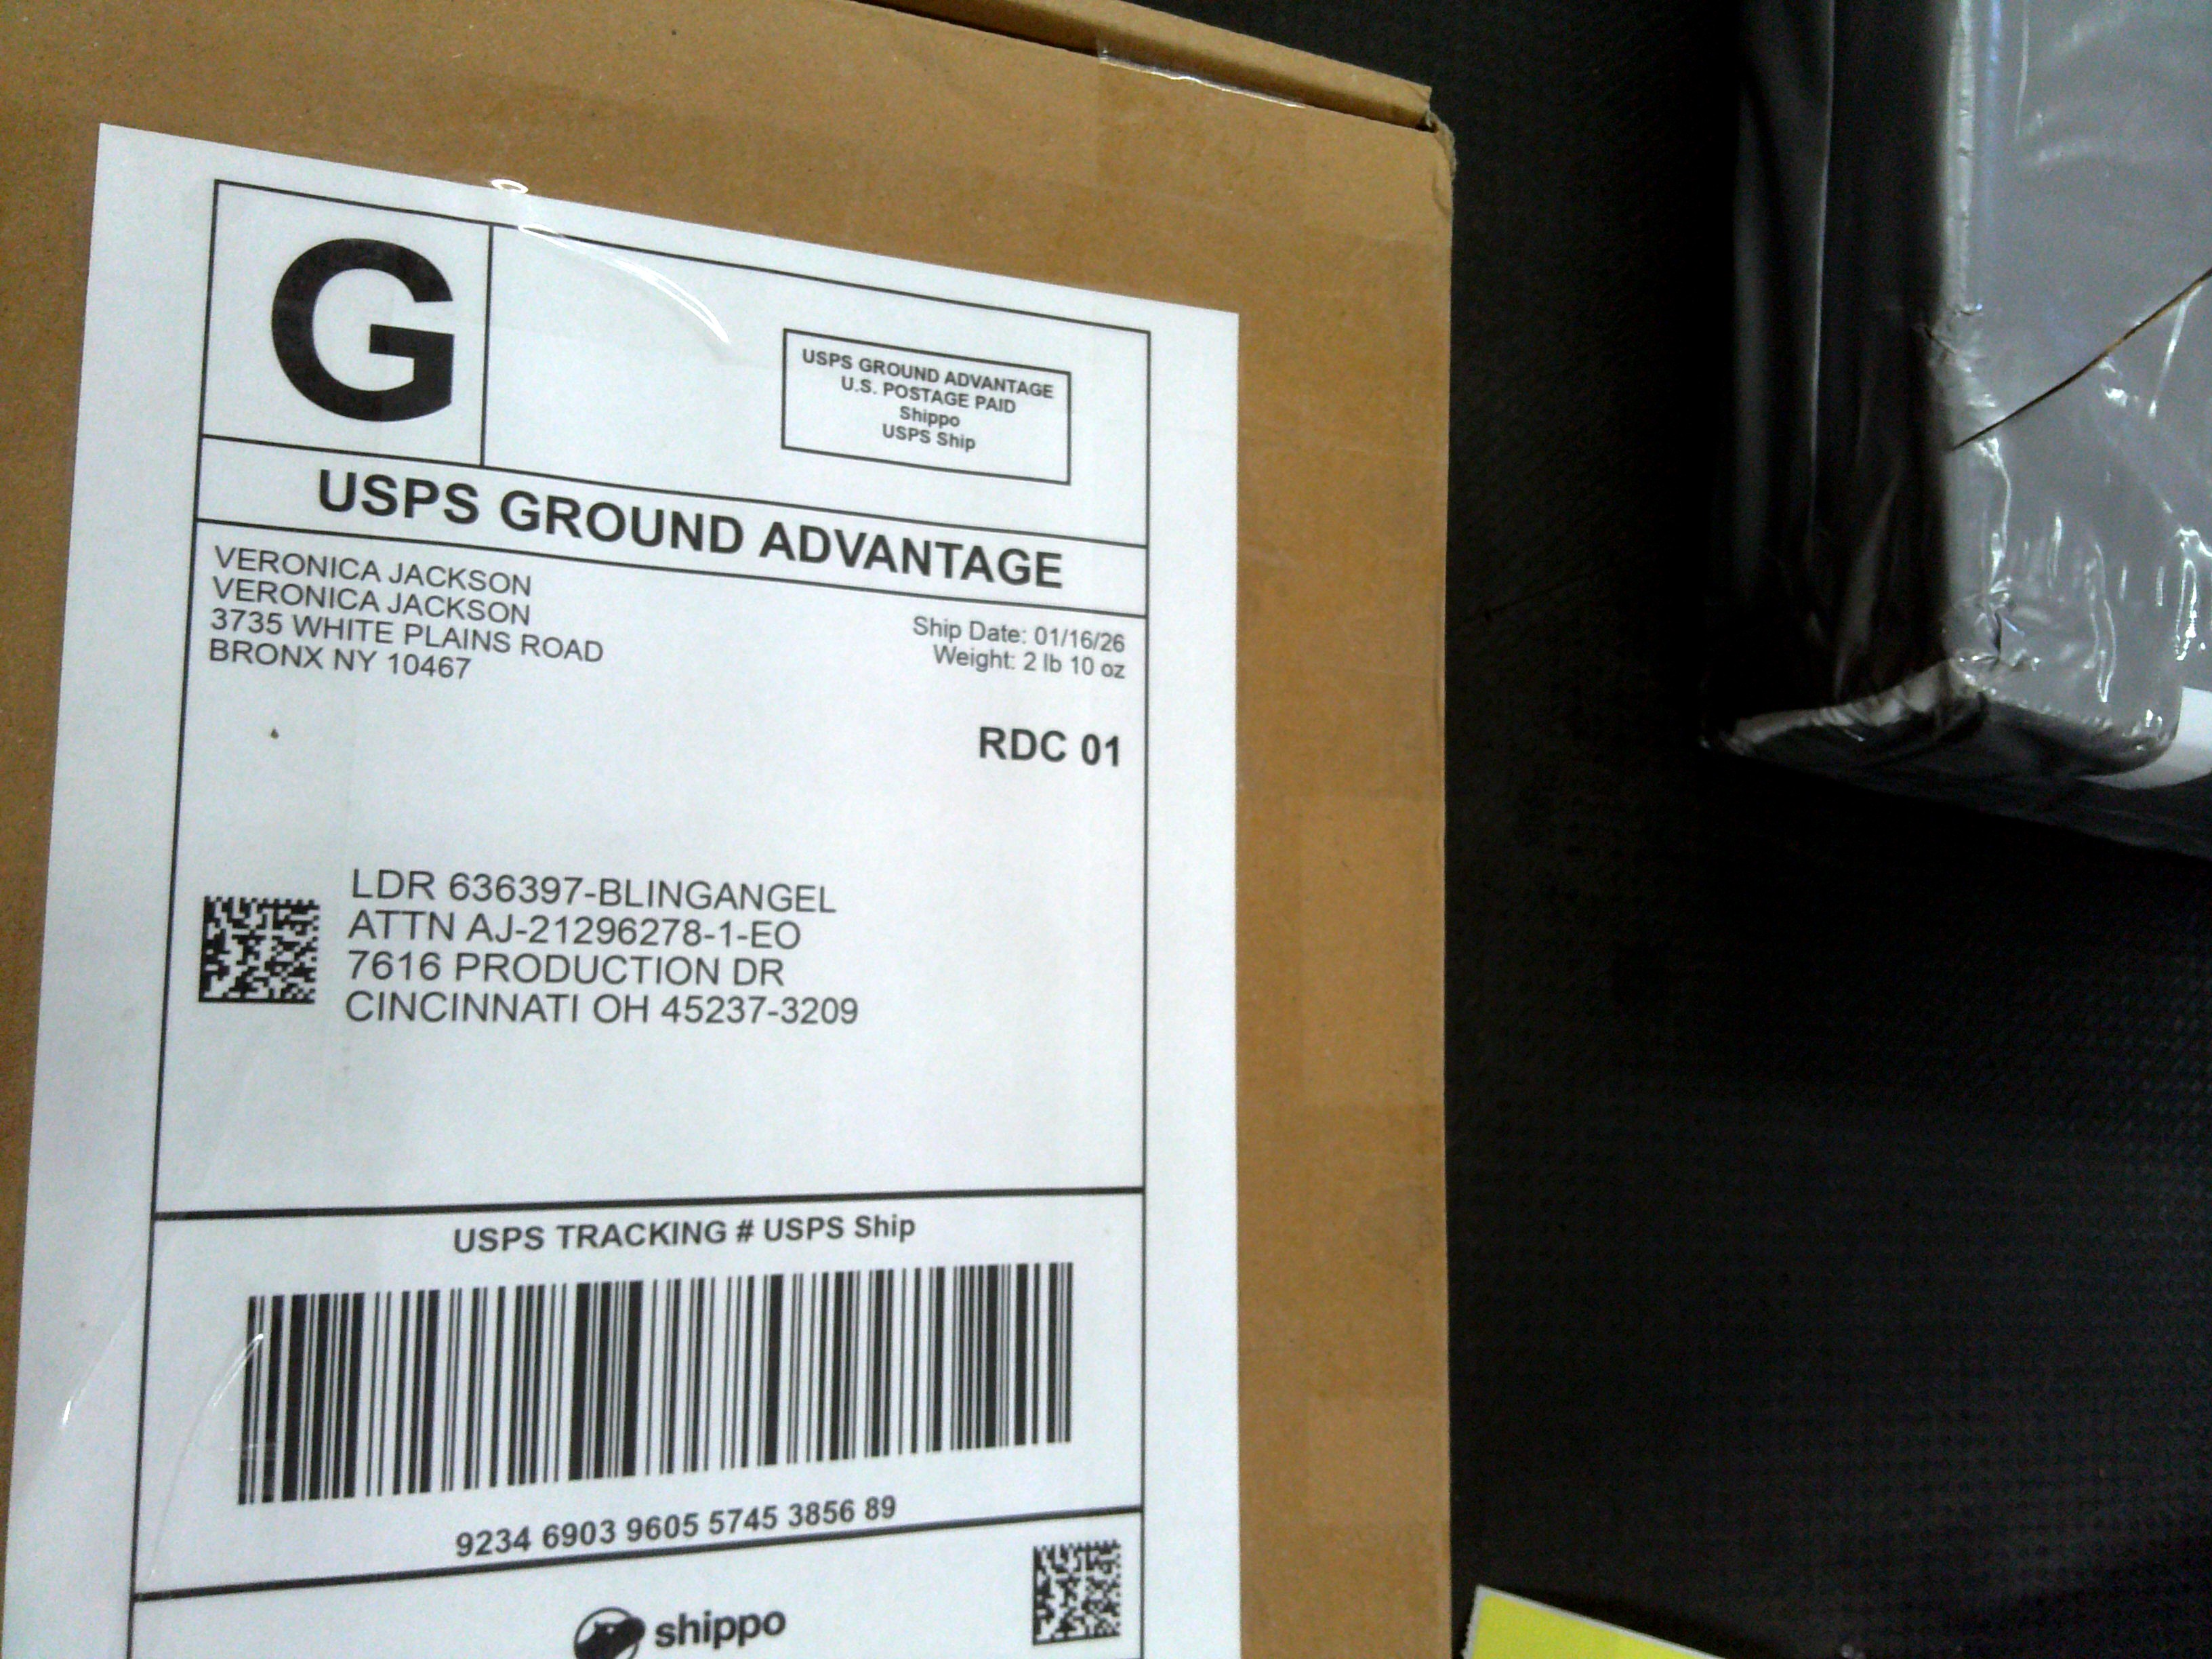 G
USPS GROUND ADVANTAGE
U.S. POSTAGE PAID
Shippo
USPS Ship
USPS GROUND ADVANTAGE
VERONICA JACKSON
VERONICA JACKSON
3735 WHITE PLAINS ROAD
BRONX NY 10467
Ship Date: 01/16/26
Weight: 2 lb 10 oz
RDC 01
LDR 636397-BLINGANGEL
ATTN AJ-21296278-1-EO
7616 PRODUCTION DR
CINCINNATI OH 45237-3209
USPS TRACKING # USPS Ship
9234 6903 9605 5745 3856 89
shippo